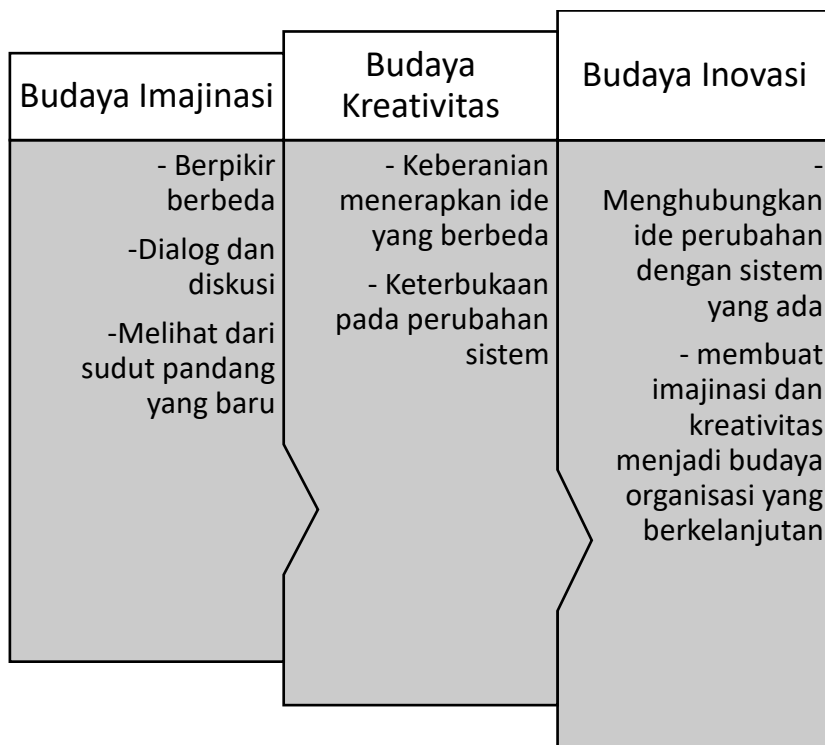 Budaya Imajinasi
- Berpikir
berbeda
-Dialog dan
diskusi
-Melihat dari
sudut pandang
yang baru
Budaya
Kreativitas
- Keberanian
menerapkan ide
yang berbeda
- Keterbukaan
pada perubahan
sistem
Budaya Inovasi
-
Menghubungkan
ide perubahan
dengan sistem
yang ada
- membuat
imajinasi dan
kreativitas
menjadi budaya
organisasi yang
berkelanjutan